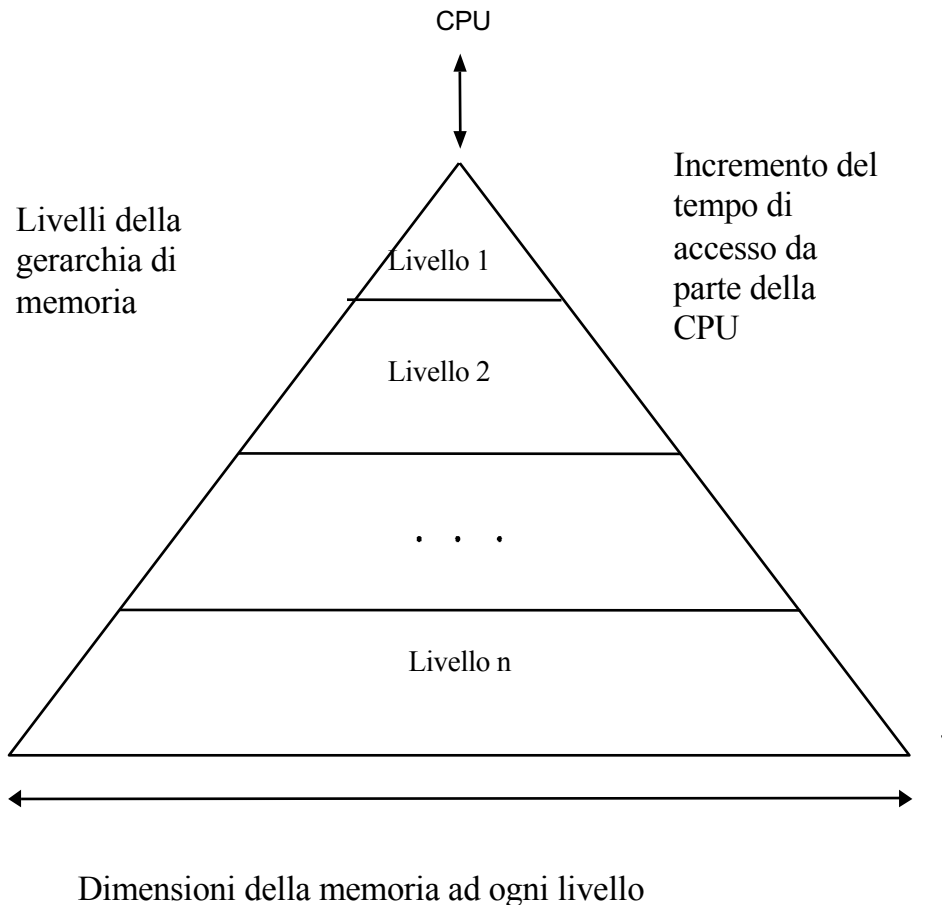 CPU
Livelli della
gerarchia di
memoria
Incremento del
tempo di
accesso da
parte della
CPU
Livello 1
Livello 2
. . .
Livello n
Dimensioni della memoria ad ogni livello